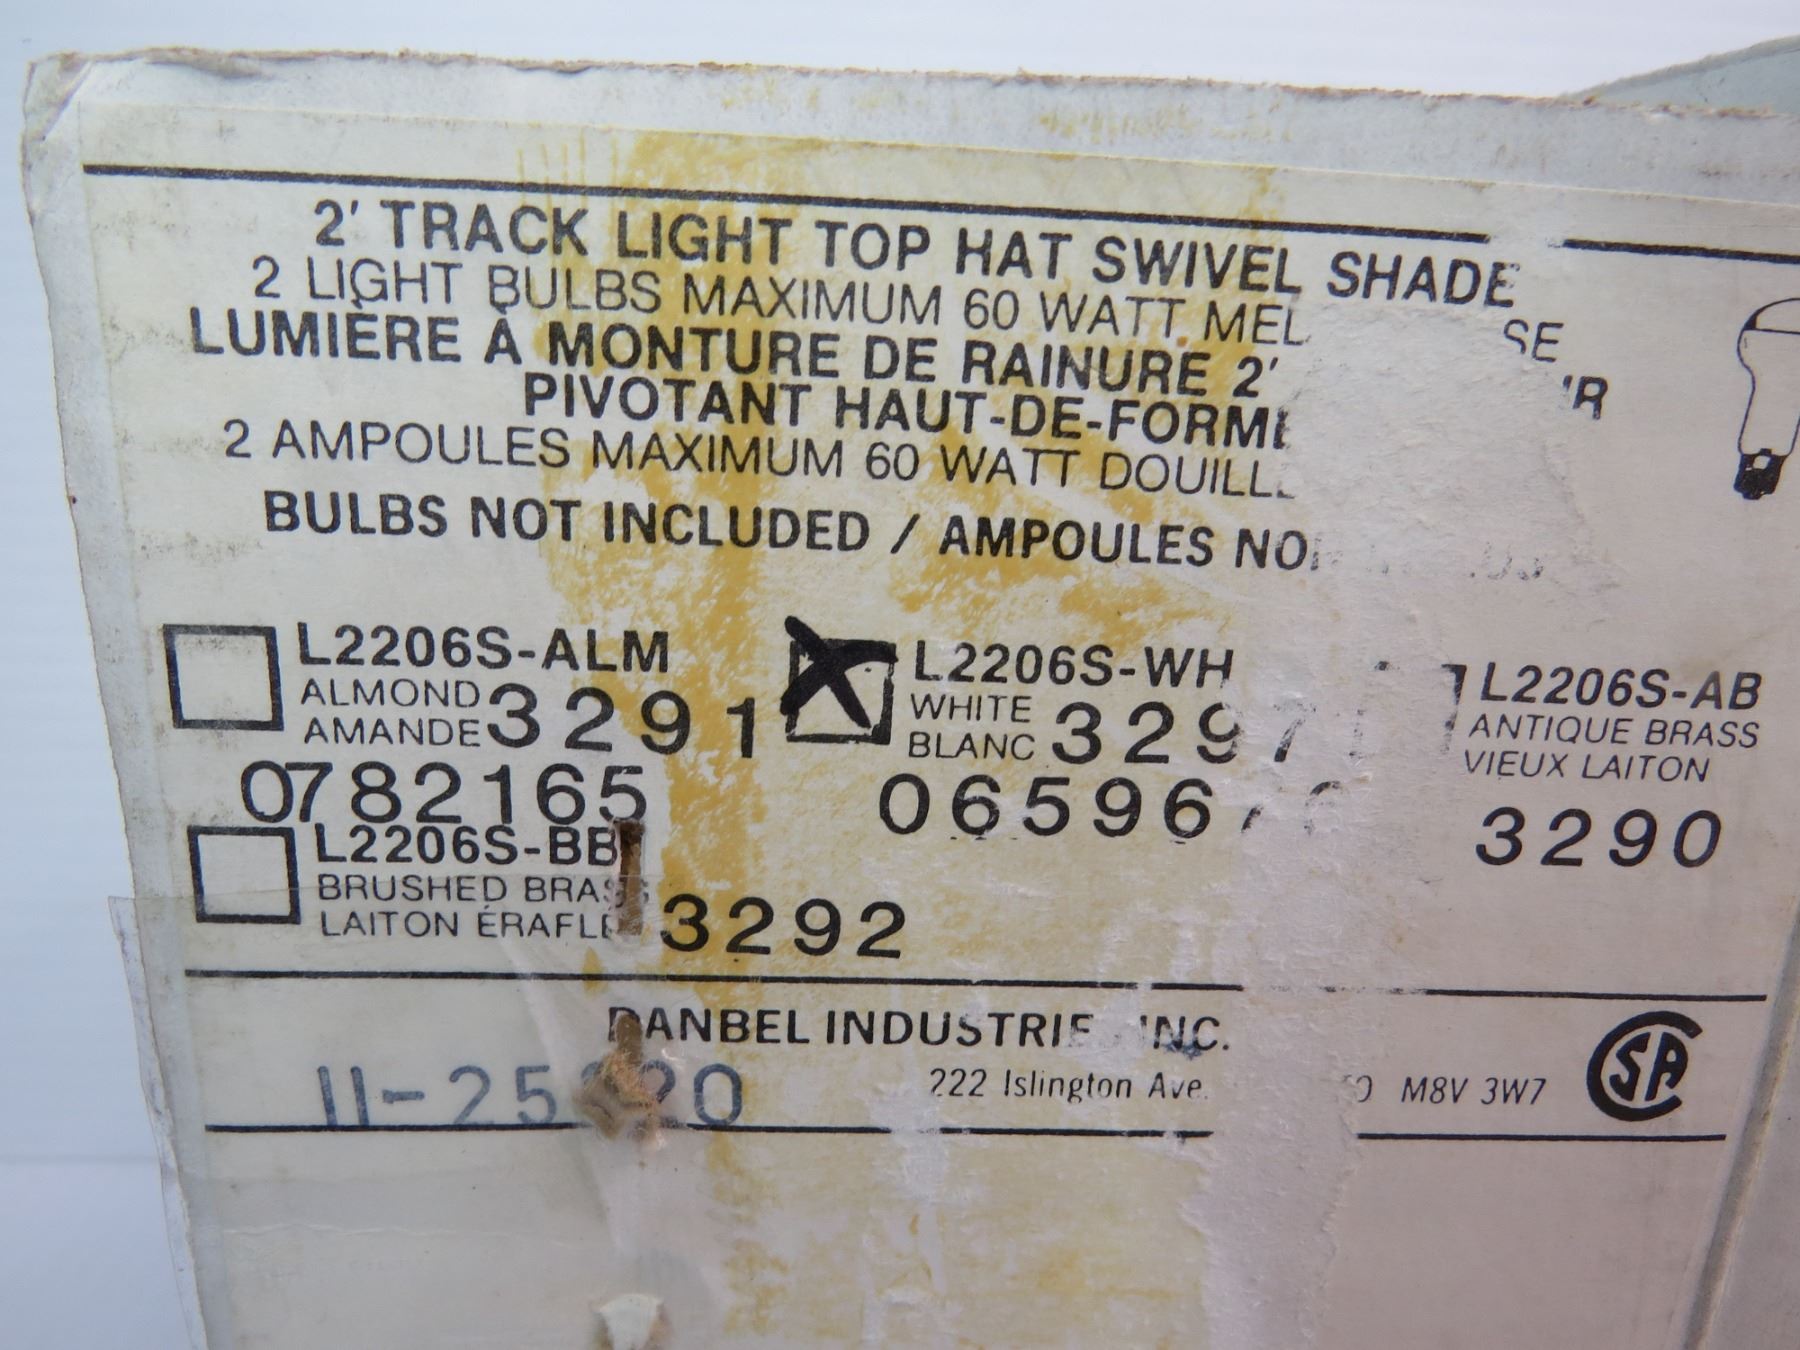 2' TRACK LIGHT TOP HAT SWIVEL SHADE
2 LIGHT BULBS MAXIMUM 60 WATT
LUMIÈRE À MONTURE DE RAINURE 2'
PIVOTANT HAUT-DE-FORME
2 AMPOULES MAXIMUM 60 WATT
BULBS NOT INCLUDED / AMPOULES
L2206S-ALM
ALMOND
AMANDE
3291
0782165
L2206S-WH
WHITE
BLANC
3297
L2206S-AB
ANTIQUE BRASS
VIEUX LAITON
3290
L2206S-BB
BRUSHED BRASS
LAITON
3292
DANBEL INDUSTRIES INC.
222 Islington Ave. M8V 3W7